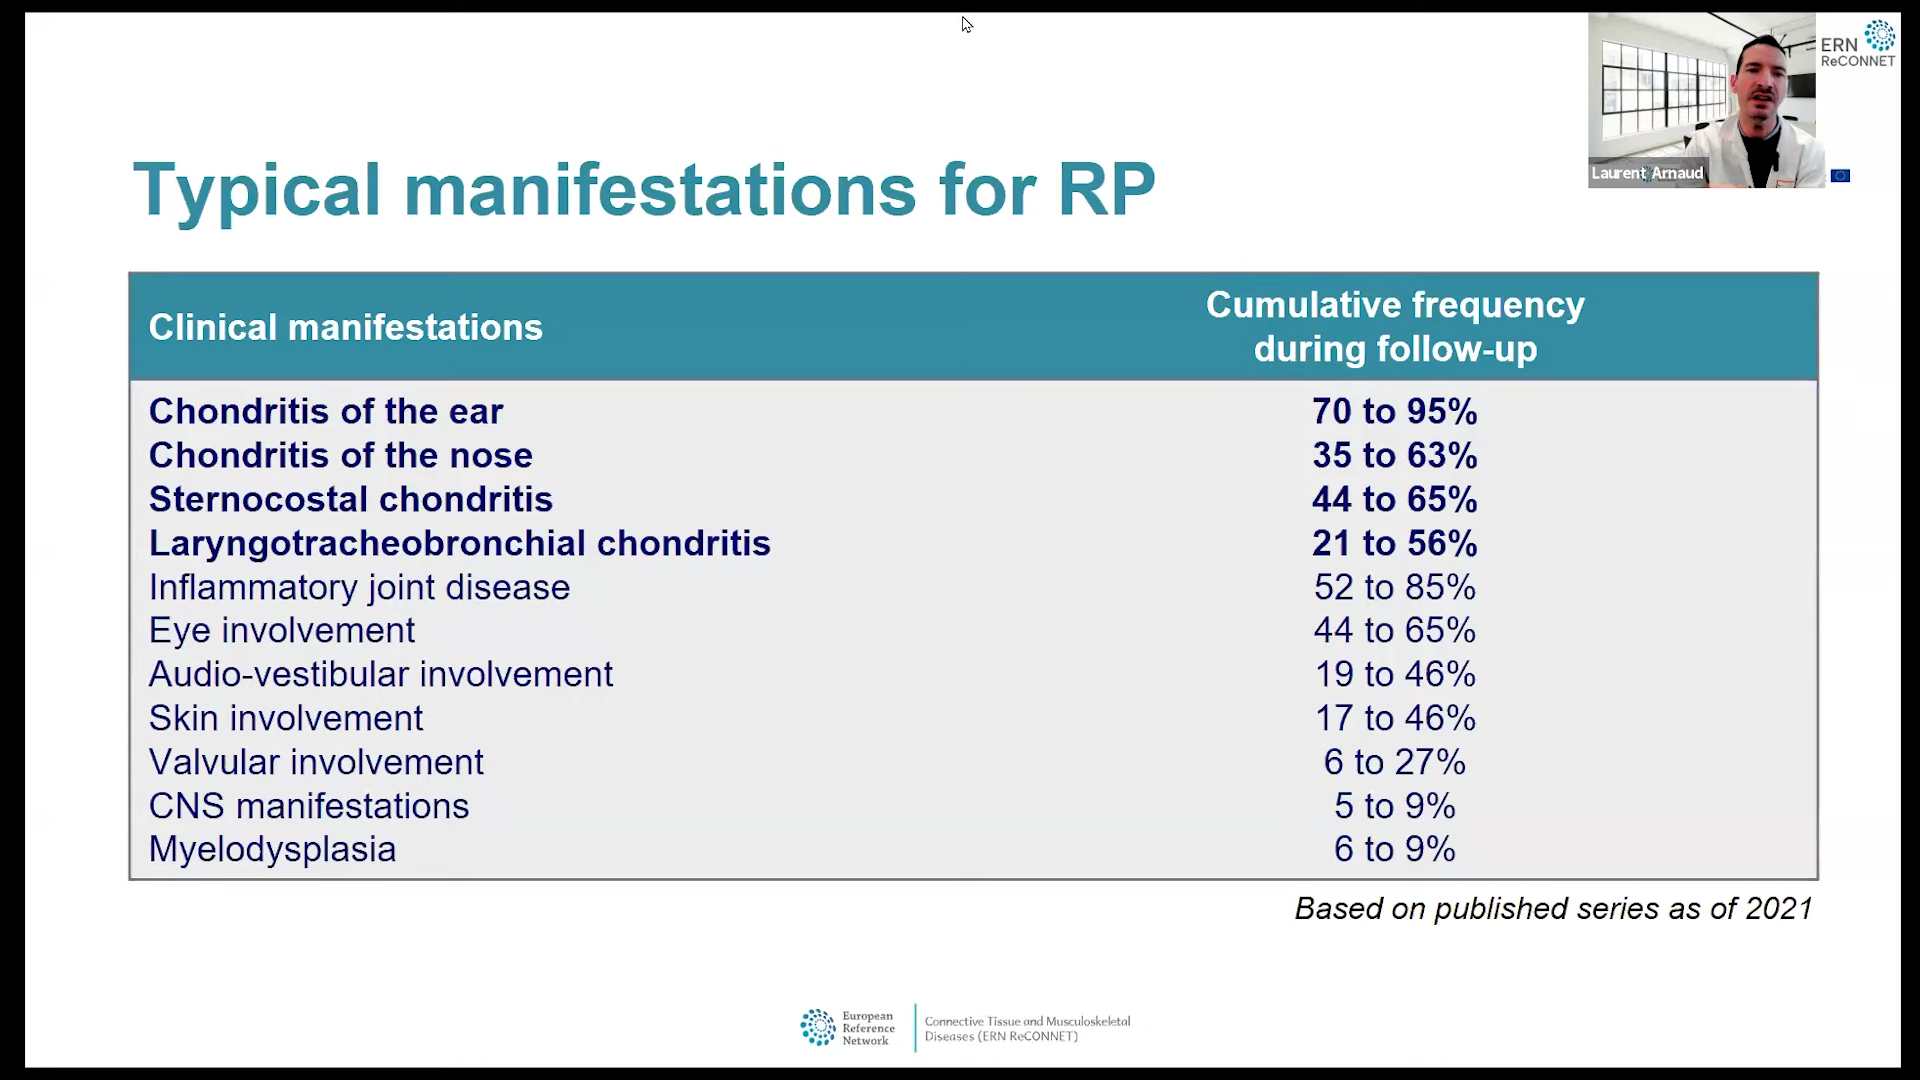 ERN
ReCONNET
Laurent Arnaud
Typical manifestations for RP
Clinical manifestations
Cumulative frequency
during follow-up
Chondritis of the ear 70 to 95%
Chondritis of the nose 35 to 63%
Sternocostal chondritis 44 to 65%
Laryngotracheobronchial chondritis 21 to 56%
Inflammatory joint disease 52 to 85%
Eye involvement 44 to 65%
Audio-vestibular involvement 19 to 46%
Skin involvement 17 to 46%
Valvular involvement 6 to 27%
CNS manifestations 5 to 9%
Myelodysplasia 6 to 9%
Based on published series as of 2021
European
Reference
Network
Connective Tissue and Musculoskeletal
Diseases (ERN ReCONNET)